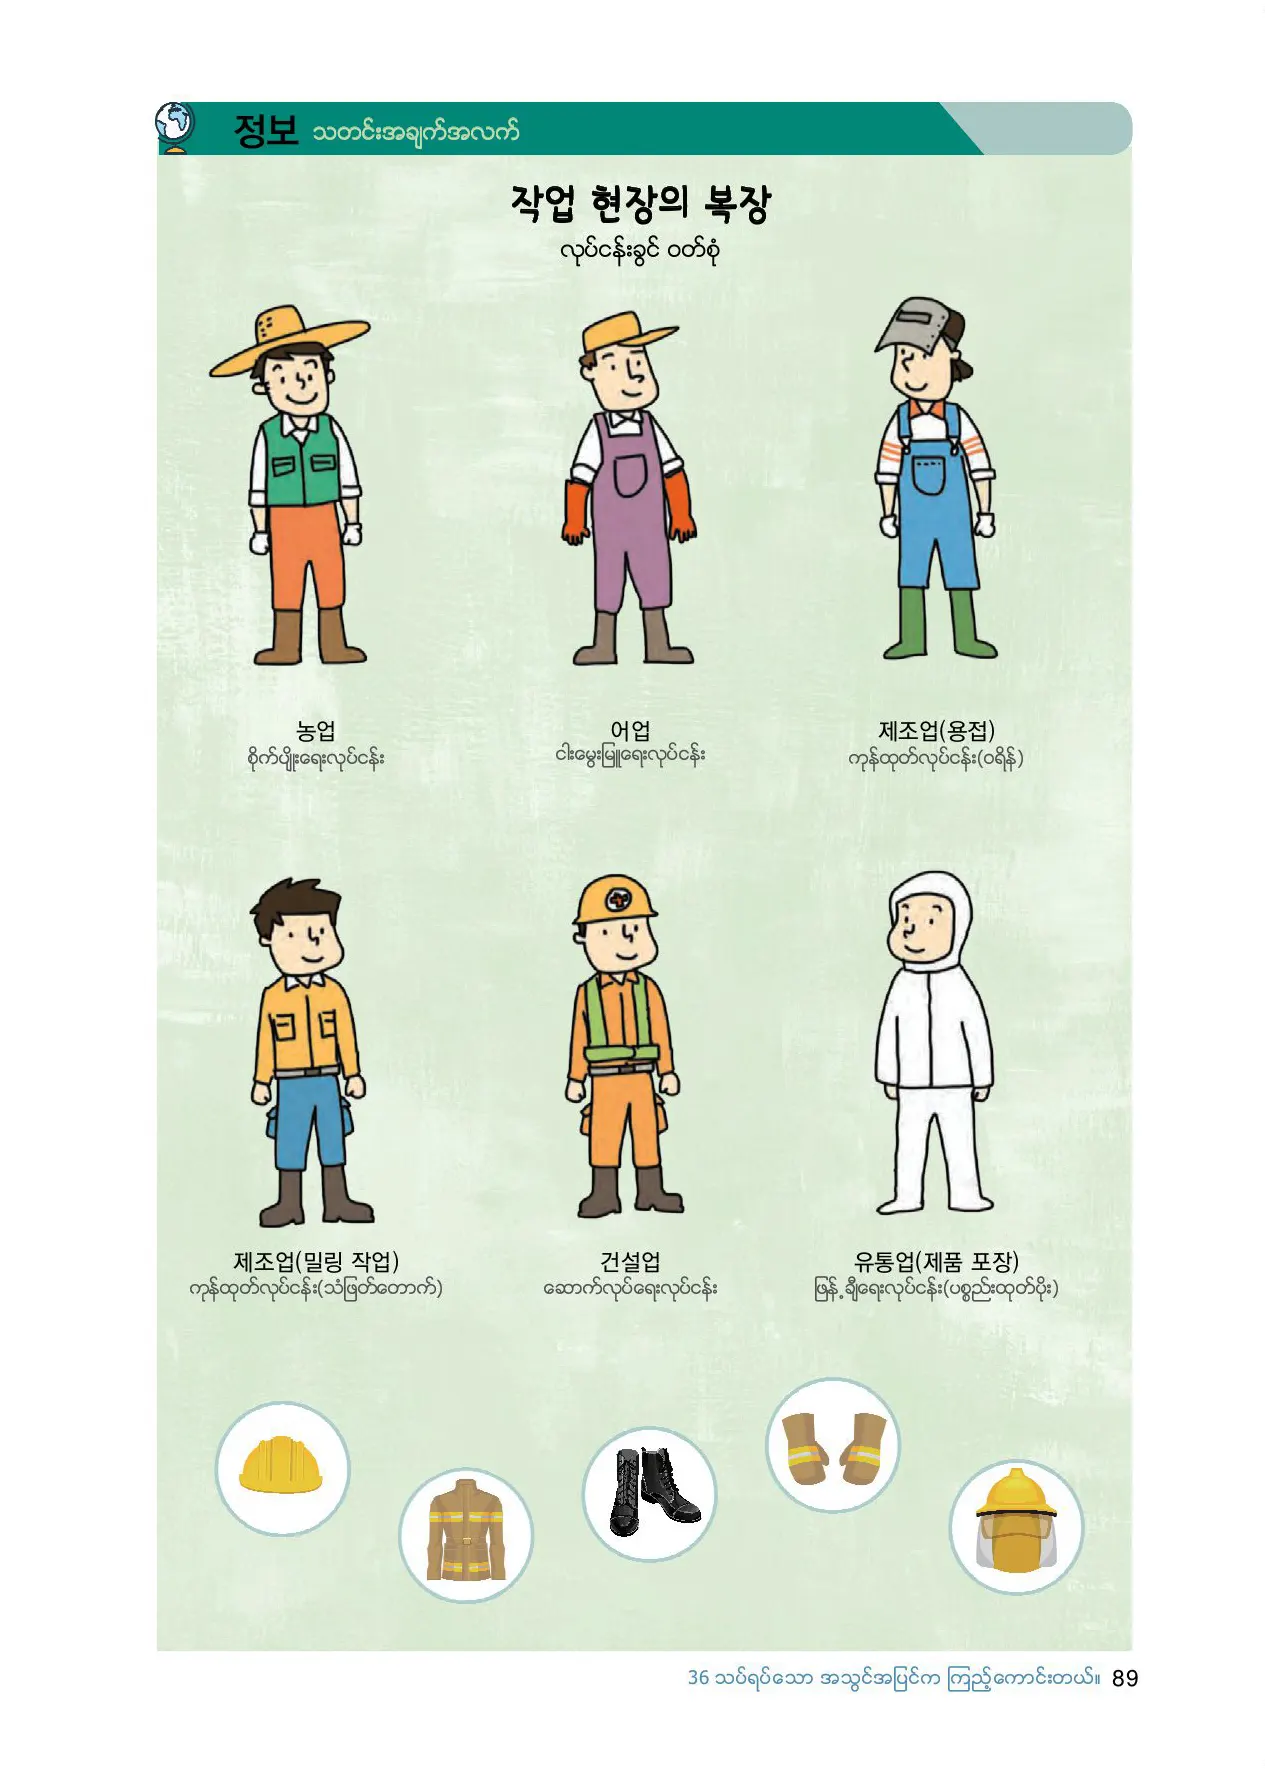 정보 သတင်းအချက်အလက်
작업 현장의 복장
လုပ်ငန်းခွင် ဝတ်စုံ
농업
စိုက်ပျိုးရေးလုပ်ငန်း
어업
ငါးမွေးမြူရေးလုပ်ငန်း
제조업(용접)
ကုန်ထုတ်လုပ်ငန်း(ဝရိန်)
제조업(밀링 작업)
ကုန်ထုတ်လုပ်ငန်း(သံဖြတ်တောက်)
건설업
ဆောက်လုပ်ရေးလုပ်ငန်း
유통업(제품 포장)
ဖြန့်ချီရေးလုပ်ငန်း(ပစ္စည်းထုတ်ပိုး)
36 သပ်ရပ်သော အသွင်အပြင်က ကြည့်ကောင်းတယ်။ 89